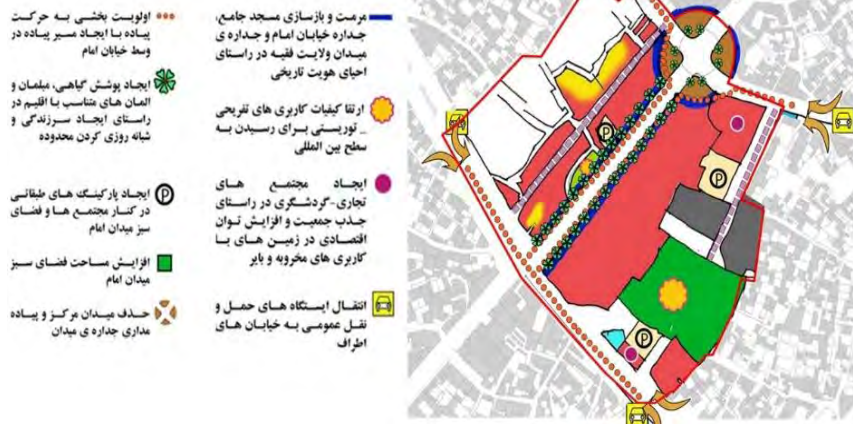 مرمت و بازسازی مسجد جامع،
جداره خیابان امام و جداره ی
میدان ولایت فقیه در راستای
احیای هویت تاریخی
ارتقا کیفیات کاربری های تفریحی
_ توریستی برای رسیدن به
سطح بین المللی
ایجاد مجتمع های
تجاری-گردشگری در راستای
جذب جمعیت و افزایش توان
اقتصادی در زمین های با
کاربری های مخروبه و بایر
انتقال ایستگاه های حمل و
نقل عمومی به خیابان های
اطراف
اولویت بخشی به حرکت
پیاده با ایجاد مسیر پیاده در
وسط خیابان امام
ایجاد پوشش گیاهی، مبلمان و
المان های متناسب با اقلیم در
راستای ایجاد سرزندگی و
شبانه روزی کردن محدوده
P ایجاد پارکینگ های طبقاتی
در کنار مجتمع ها و فضای
سبز میدان امام
افزایش مساحت فضای سبز
میدان امام
حذف میدان مرکز و پیاده
مداری جداره ی میدان
P
P
P